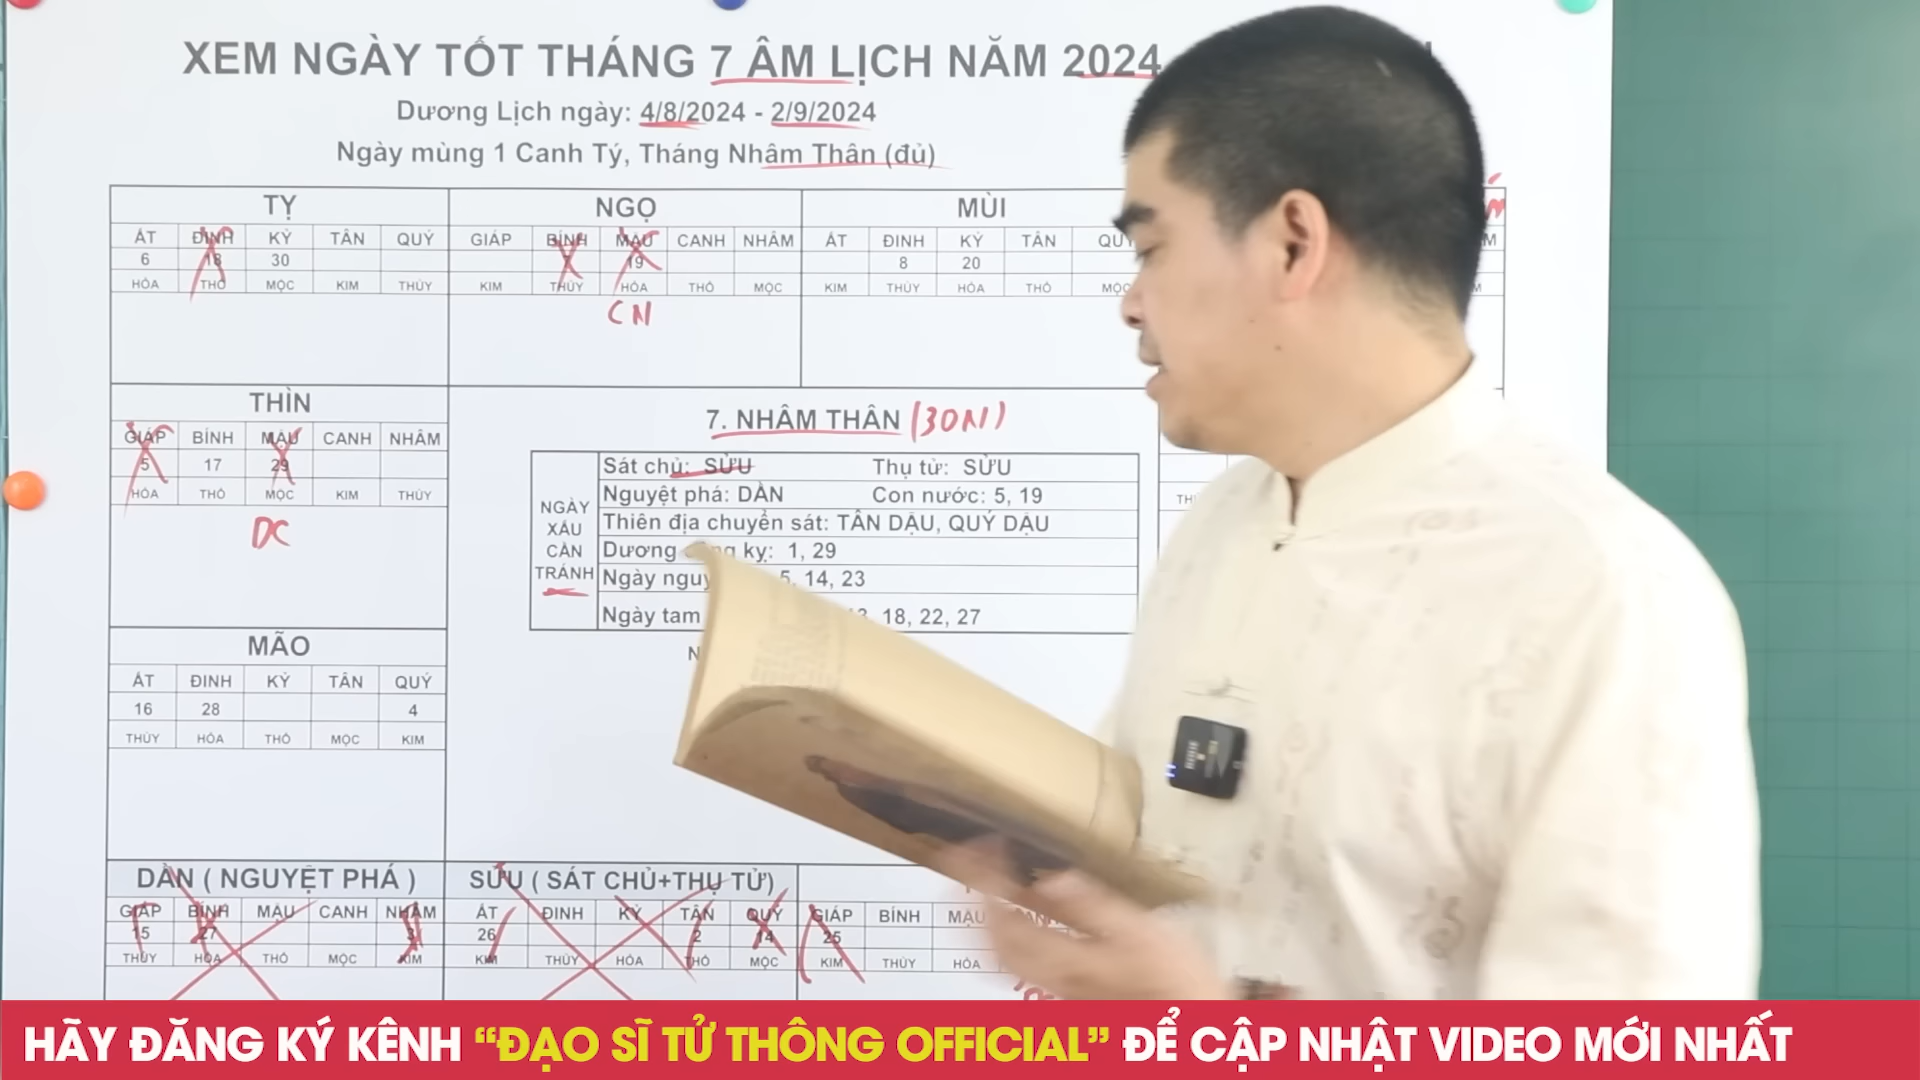 XEM NGÀY TỐT THÁNG 7 ÂM LỊCH NĂM 2024
Dương Lịch ngày: 4/8/2024 - 2/9/2024
Ngày mùng 1 Canh Tý, Tháng Nhâm Thân (đủ)
TỴ
ẤT ĐINH KỶ TÂN QUÝ
6 18 30
HỎA THỔ MỘC KIM THỦY
NGỌ
GIÁP BÍNH MẬU CANH NHÂM
7 19
KIM THỦY HỎA THỔ MỘC
CN
MÙI
ẤT ĐINH KỶ TÂN
8 20
KIM THỦY HỎA THỔ MỘC
THÌN
GIÁP BÍNH MẬU CANH NHÂM
5 17 29
HỎA THỔ MỘC KIM THỦY
DC
7. NHÂM THÂN (30N)
NGÀY XẤU CẦN TRÁNH
Sát chủ: SỬU Thụ tử: SỬU
Nguyệt phá: DẦN Con nước: 5, 19
Thiên địa chuyển sát: TÂN DẬU, QUÝ DẬU
Dương kỵ: 1, 29
Ngày 5, 14, 23
Ngày tam 18, 22, 27
MÃO
ẤT ĐINH KỶ TÂN QUÝ
16 28 4
THỦY HỎA THỔ MỘC KIM
DẦN ( NGUYỆT PHÁ )
GIÁP BÍNH MẬU CANH NHÂM
15 27 3
THỦY HỎA THỔ MỘC KIM
SỬU ( SÁT CHỦ+THỤ TỬ)
ẤT ĐINH KỶ TÂN QUÝ
26 2 14
KIM THỦY HỎA THỔ MỘC
GIÁP BÍNH MẬU
25
KIM THỦY HỎA
HÃY ĐĂNG KÝ KÊNH “ĐẠO SĨ TỬ THÔNG OFFICIAL” ĐỂ CẬP NHẬT VIDEO MỚI NHẤT